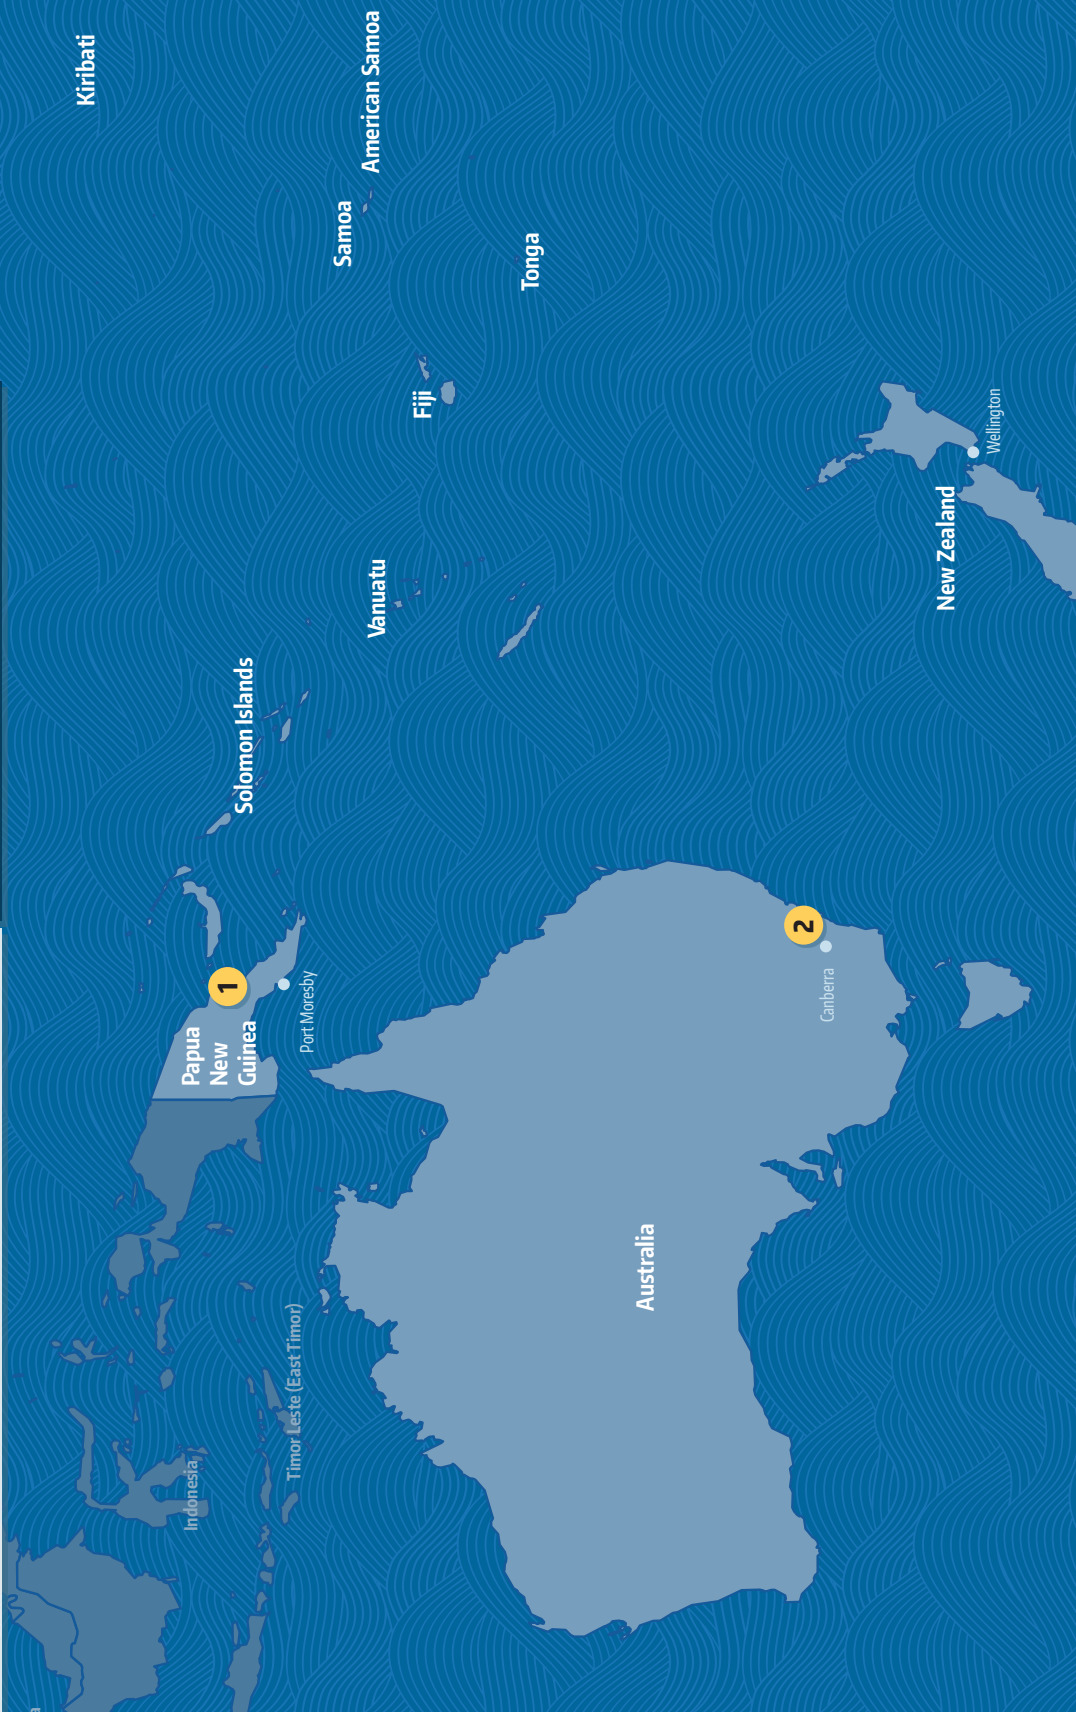 Kiribati
American Samoa
Samoa
Tonga
Fiji
Vanuatu
Solomon Islands
Papua
New
Guinea
1
Port Moresby
Indonesia
Timor Leste (East Timor)
Australia
2
Canberra
New Zealand
Wellington